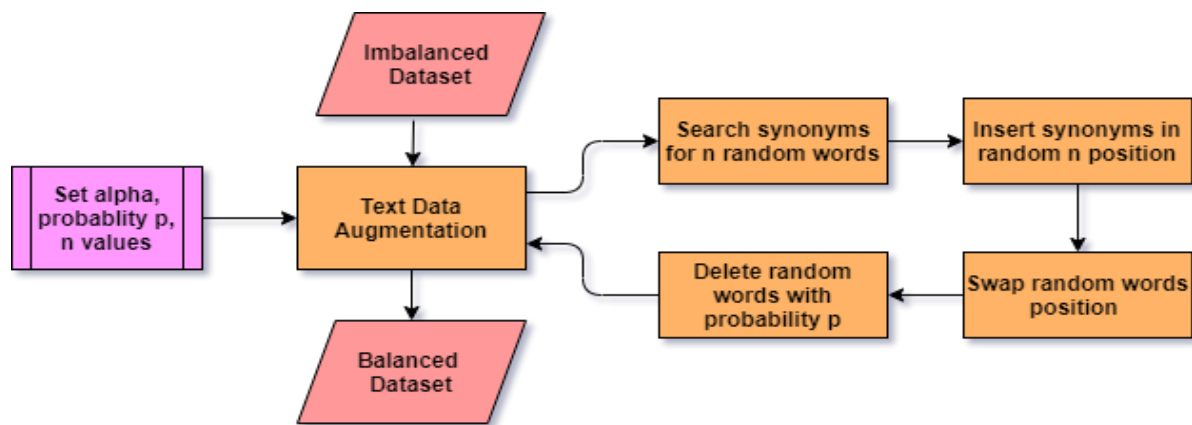 Imbalanced
Dataset
Search synonyms
for n random words
Insert synonyms in
random n position
Set alpha,
probablity p,
n values
Text Data
Augmentation
Delete random
words with
probability p
Swap random words
position
Balanced
Dataset